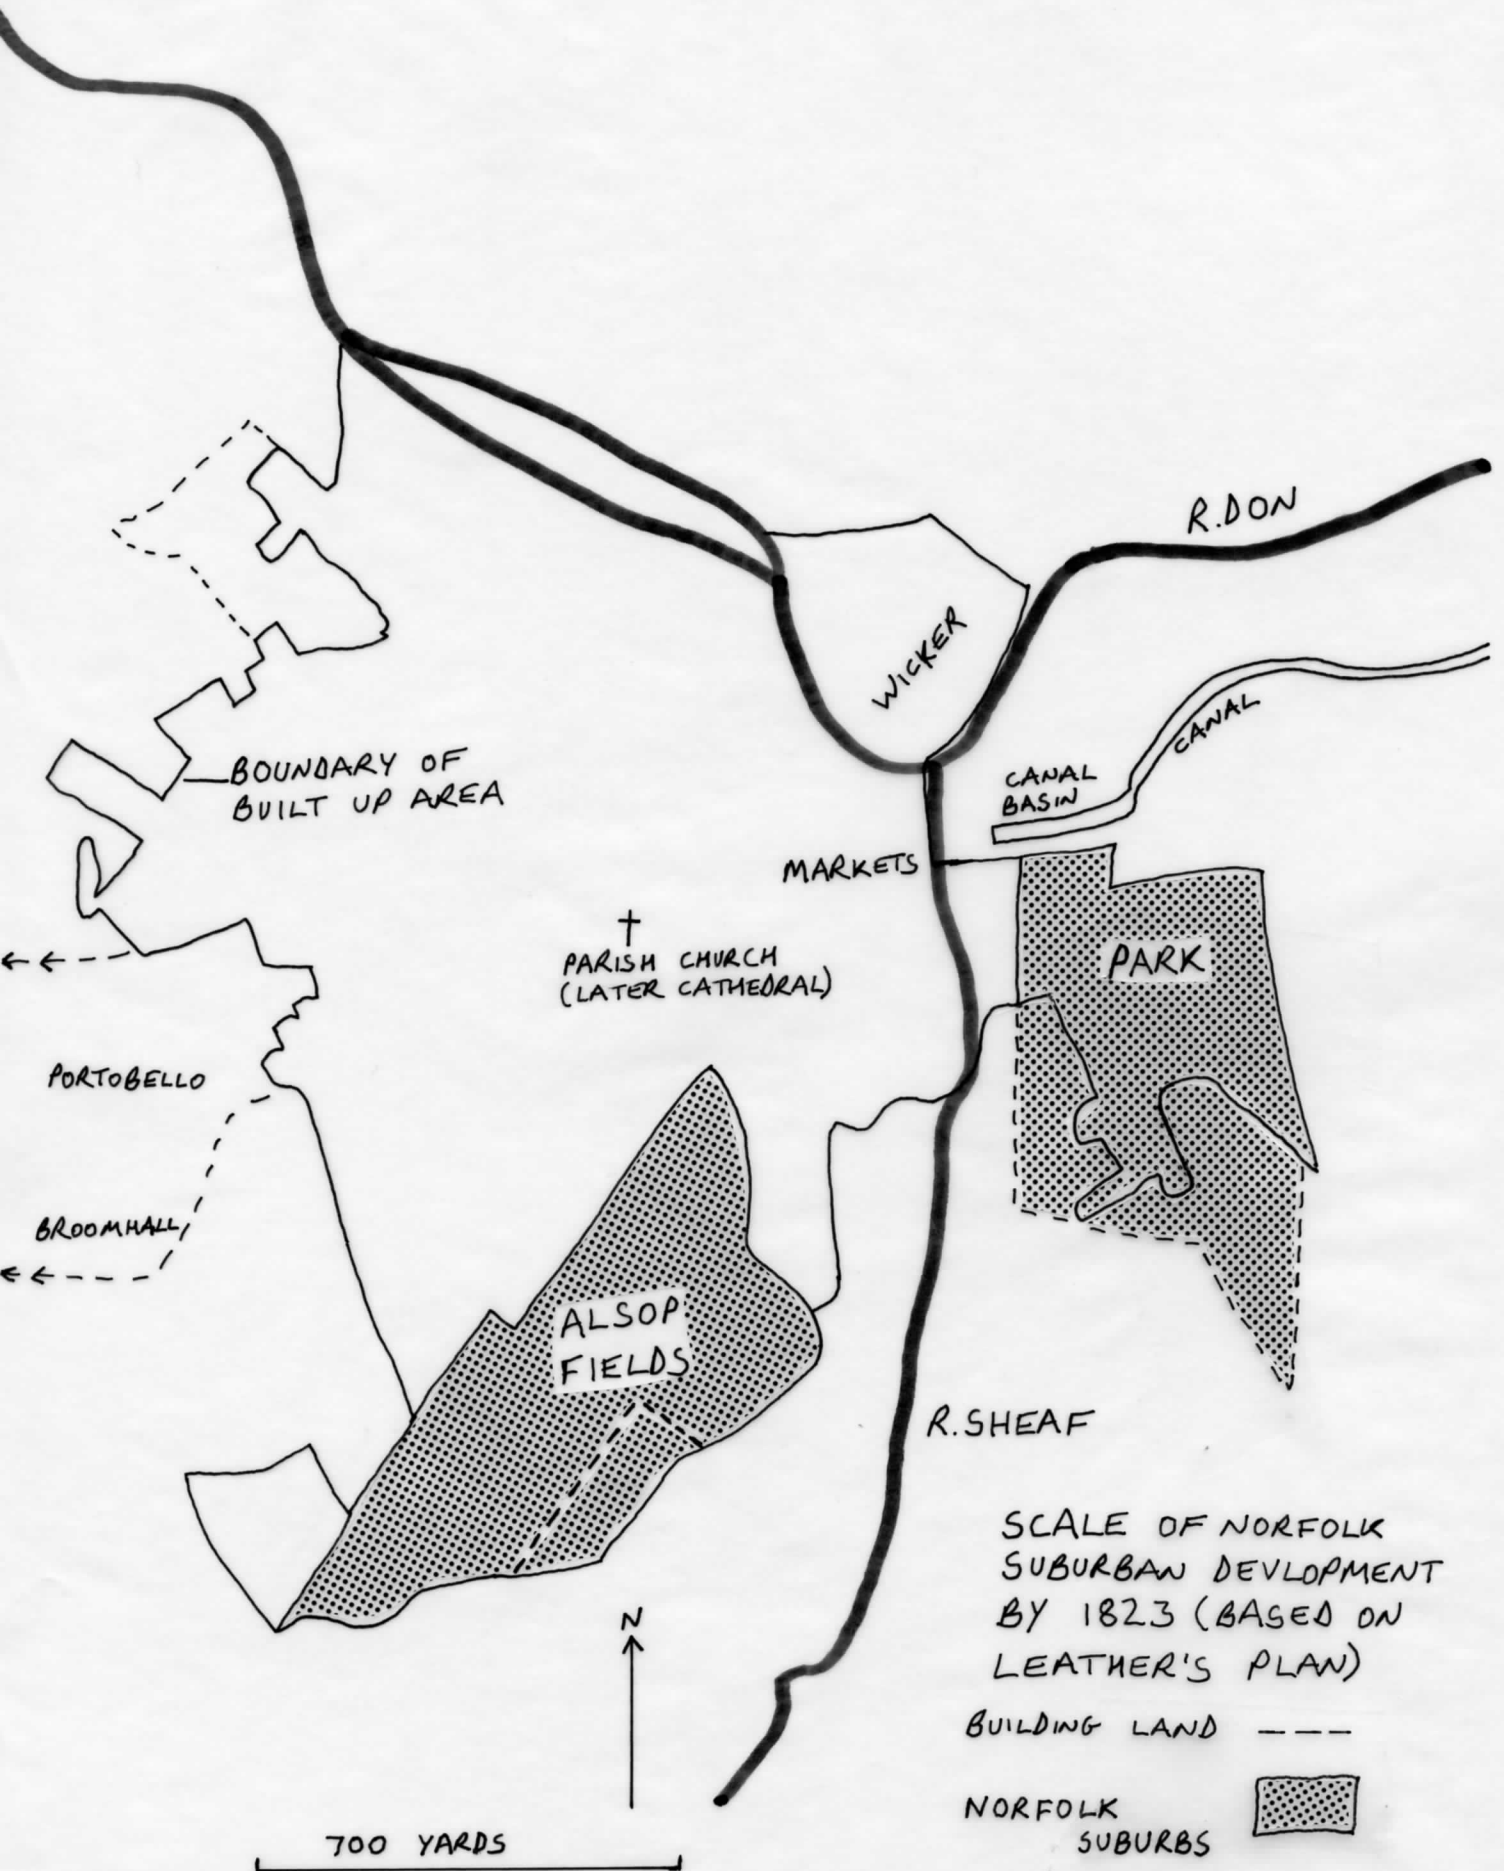 R.DON
WICKER
CANAL
BOUNDARY OF
BUILT UP AREA
CANAL
BASIN
MARKETS
PARISH CHURCH
(LATER CATHEDRAL)
PARK
PORTOBELLO
BROOMHALL
ALSOP
FIELDS
R.SHEAF
SCALE OF NORFOLK
SUBURBAN DEVLOPMENT
BY 1823 (BASED ON
LEATHER'S PLAN)
N
BUILDING LAND
NORFOLK
SUBURBS
700 YARDS